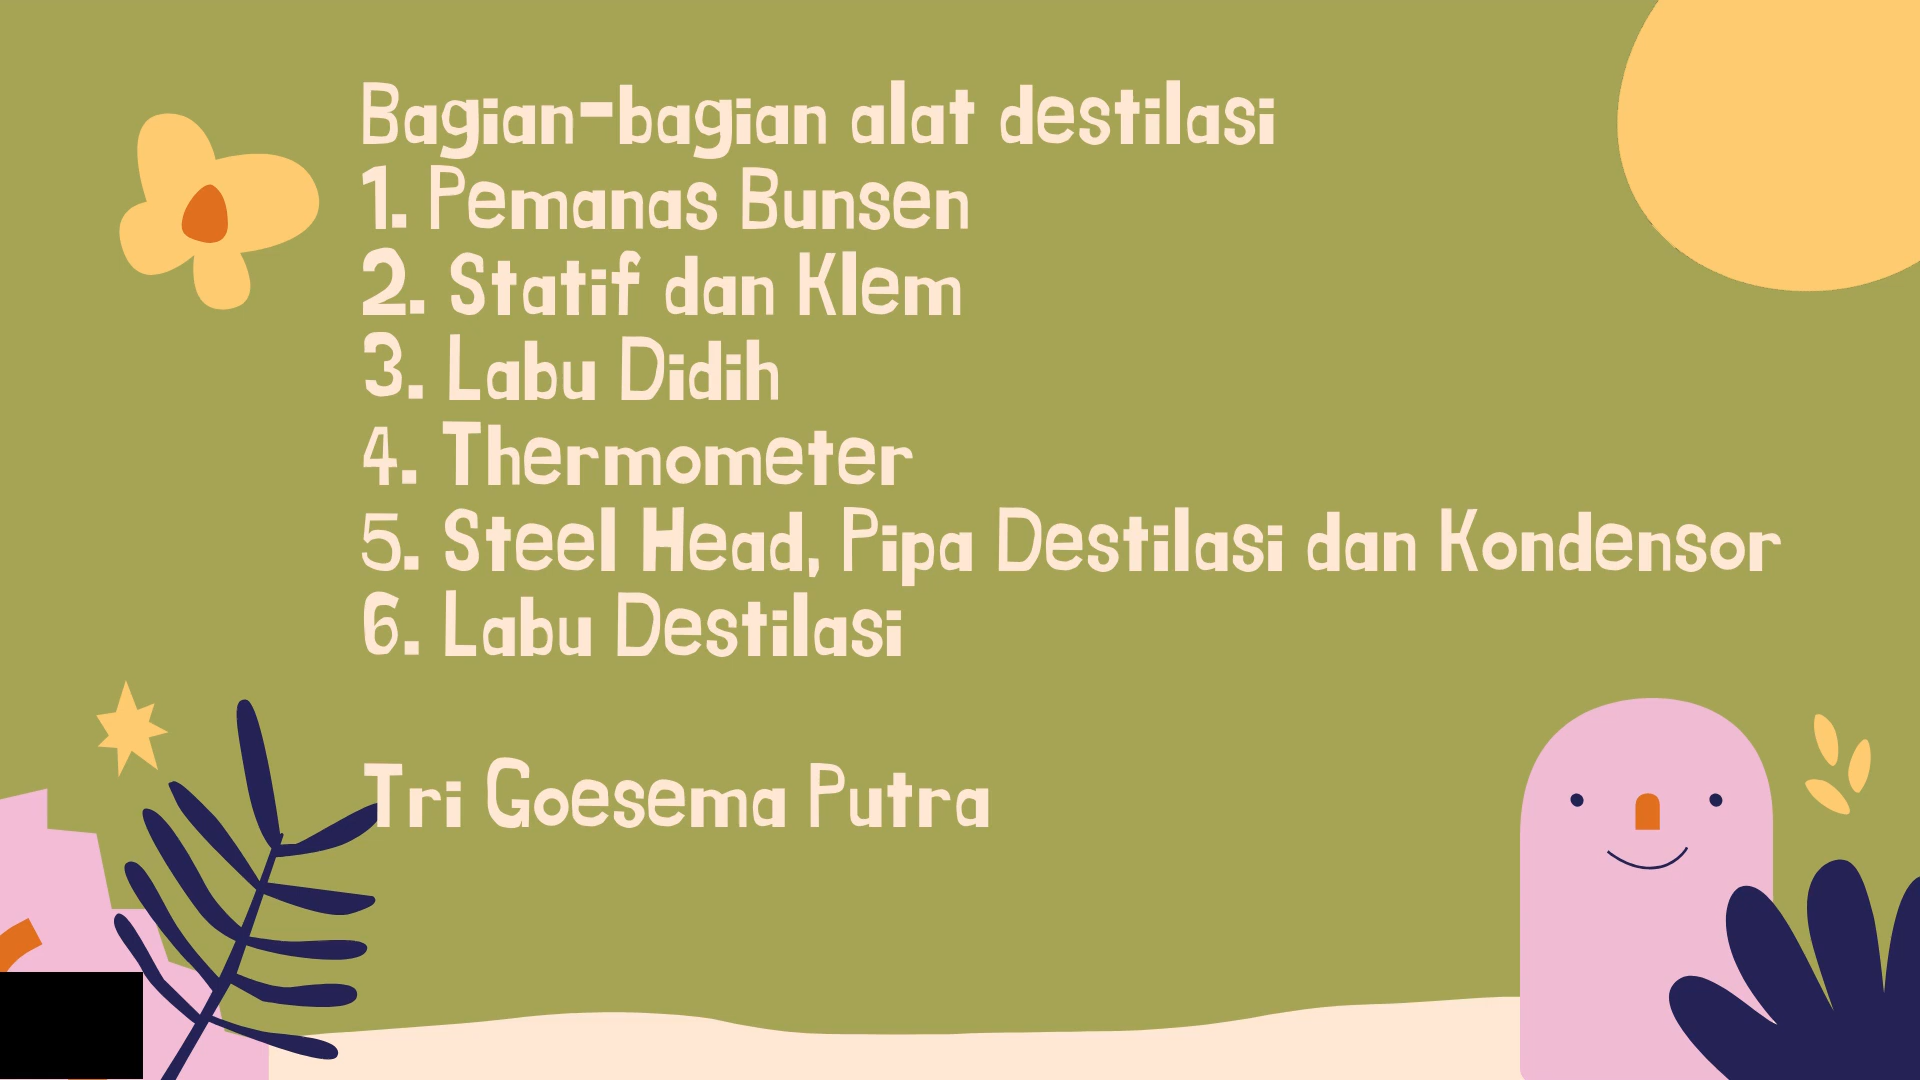 Bagian-bagian alat destilasi
1. Pemanas Bunsen
2. Statif dan Klem
3. Labu Didih
4. Thermometer
5. Steel Head, Pipa Destilasi dan Kondensor
6. Labu Destilasi
Tri Goesema Putra